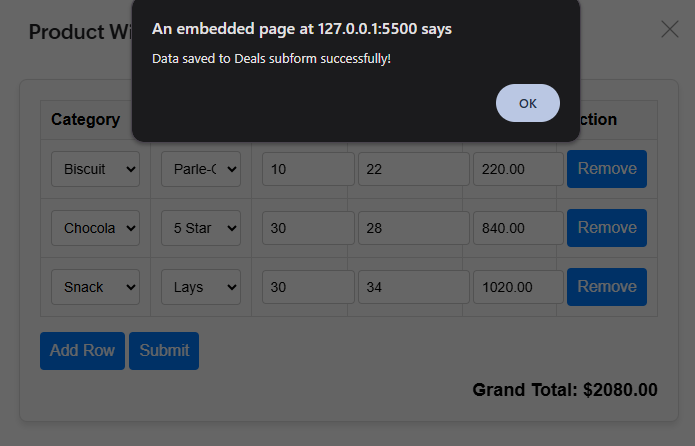 An embedded page at 127.0.0.1:5500 says
Data saved to Deals subform successfully!
OK
Product Wi
Category ction
Biscuit Parle-G 10 22 220.00 Remove
Chocola 5 Star 30 28 840.00 Remove
Snack Lays 30 34 1020.00 Remove
Add Row Submit
Grand Total: $2080.00